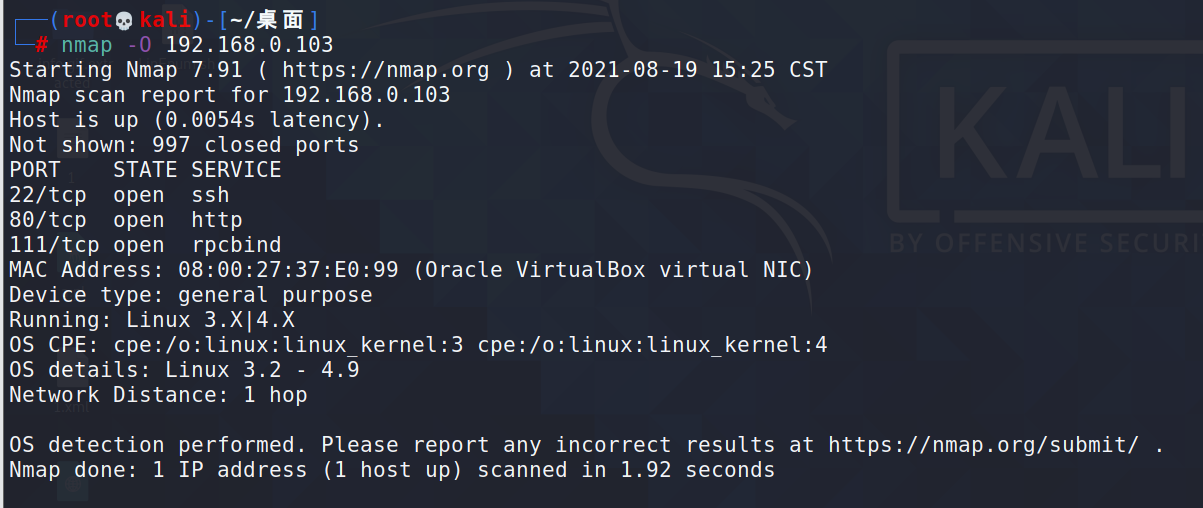 (root💀kali)-[~/桌面]
# nmap -O 192.168.0.103
Starting Nmap 7.91 ( https://nmap.org ) at 2021-08-19 15:25 CST
Nmap scan report for 192.168.0.103
Host is up (0.0054s latency).
Not shown: 997 closed ports
PORT    STATE SERVICE
22/tcp  open  ssh
80/tcp  open  http
111/tcp open  rpcbind
MAC Address: 08:00:27:37:E0:99 (Oracle VirtualBox virtual NIC)
Device type: general purpose
Running: Linux 3.X|4.X
OS CPE: cpe:/o:linux:linux_kernel:3 cpe:/o:linux:linux_kernel:4
OS details: Linux 3.2 - 4.9
Network Distance: 1 hop
OS detection performed. Please report any incorrect results at https://nmap.org/submit/ .
Nmap done: 1 IP address (1 host up) scanned in 1.92 seconds
KALI
BY OFFENSIVE SECURI